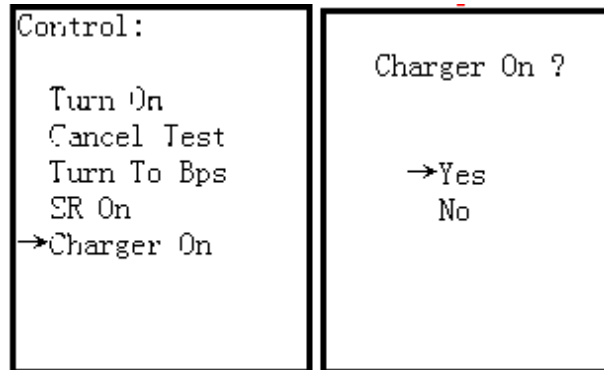 Control:
Turn On
Cancel Test
Turn To Bps
SR On
→Charger On
Charger On ?
→Yes
No